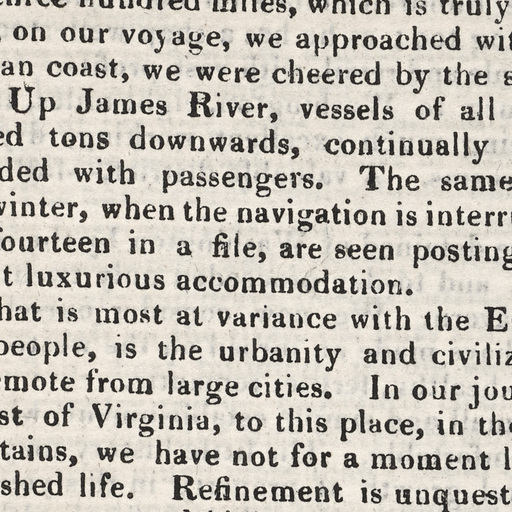 hundred miles, which is truly
on our voyage, we approached wit
an coast, we were cheered by the s
Up James River, vessels of all
ed tons downwards, continually
ded with passengers. The same
winter, when the navigation is interr
fourteen in a file, are seen posting
t luxurious accommodation.
hat is most at variance with the E
people, is the urbanity and civiliz
mote from large cities. In our jou
st of Virginia, to this place, in the
tains, we have not for a moment l
shed life. Refinement is unquest